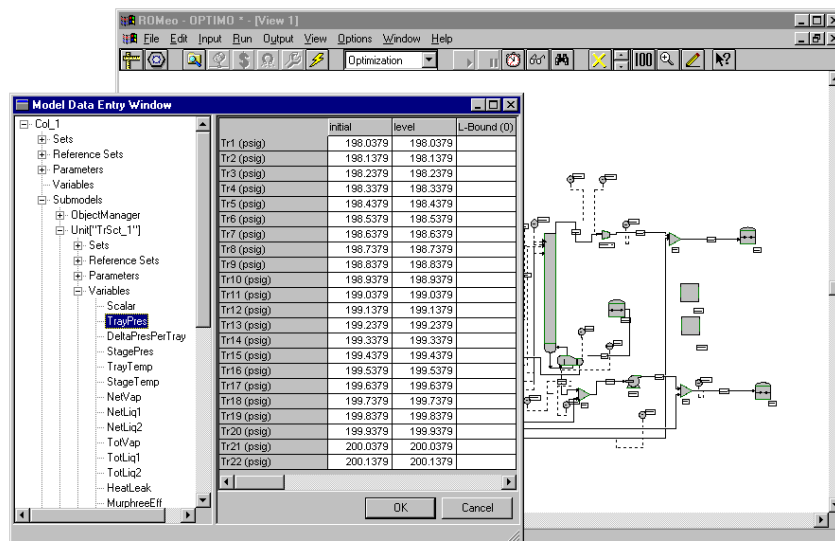 ROMeo - OPTIMO * - [View 1]
File Edit Input Run Output View Options Window Help
Optimization
100
Model Data Entry Window
Col_1
Sets
Reference Sets
Parameters
Variables
Submodels
ObjectManager
Unit["TrSct_1"]
Sets
Reference Sets
Parameters
Variables
Scalar
TrayPres
DeltaPresPerTray
StagePres
TrayTemp
StageTemp
NetVap
NetLiq1
NetLiq2
TotVap
TotLiq1
TotLiq2
HeatLeak
MurphreeEff
initial level L-Bound (0)
Tr1 (psig) 198.0379 198.0379
Tr2 (psig) 198.1379 198.1379
Tr3 (psig) 198.2379 198.2379
Tr4 (psig) 198.3379 198.3379
Tr5 (psig) 198.4379 198.4379
Tr6 (psig) 198.5379 198.5379
Tr7 (psig) 198.6379 198.6379
Tr8 (psig) 198.7379 198.7379
Tr9 (psig) 198.8379 198.8379
Tr10 (psig) 198.9379 198.9379
Tr11 (psig) 199.0379 199.0379
Tr12 (psig) 199.1379 199.1379
Tr13 (psig) 199.2379 199.2379
Tr14 (psig) 199.3379 199.3379
Tr15 (psig) 199.4379 199.4379
Tr16 (psig) 199.5379 199.5379
Tr17 (psig) 199.6379 199.6379
Tr18 (psig) 199.7379 199.7379
Tr19 (psig) 199.8379 199.8379
Tr20 (psig) 199.9379 199.9379
Tr21 (psig) 200.0379 200.0379
Tr22 (psig) 200.1379 200.1379
OK Cancel